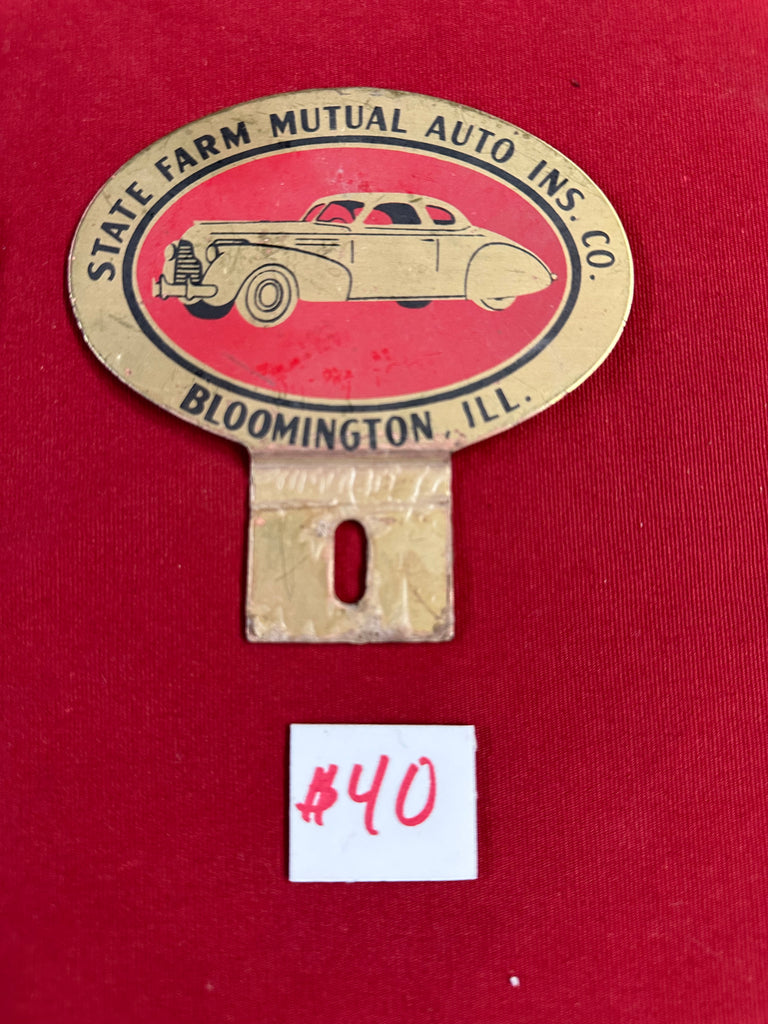 STATE FARM MUTUAL AUTO INS. CO.
BLOOMINGTON, ILL.
$40